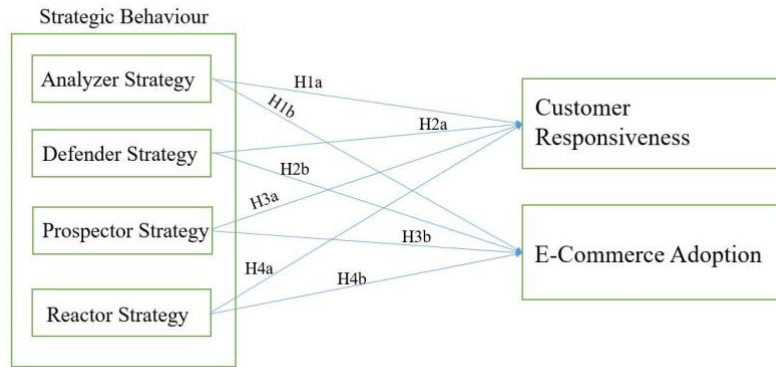 Strategic Behaviour
Analyzer Strategy
Defender Strategy
Prospector Strategy
Reactor Strategy
H1a
H1b
H2a
H2b
H3a
H3b
H4a
H4b
Customer
Responsiveness
E-Commerce Adoption